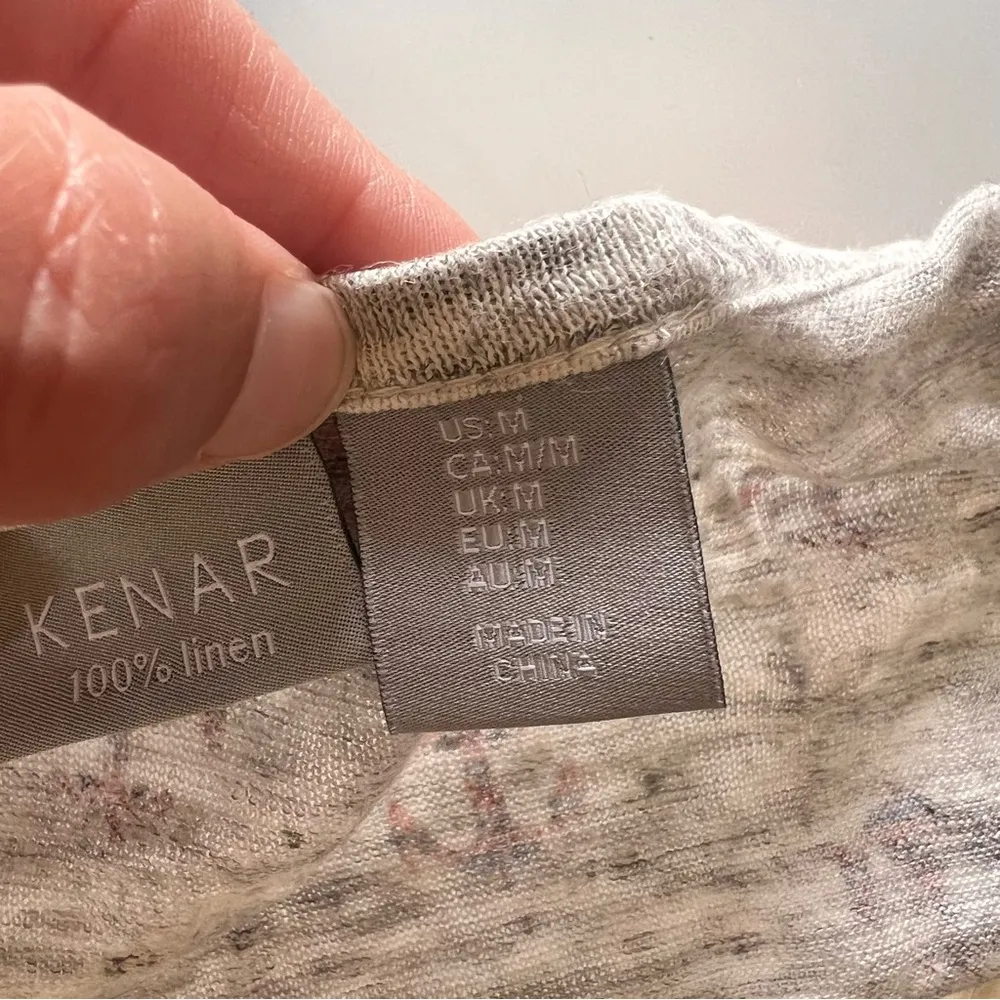 KENAR
100% linen
US:M
CA:M/M
UK:M
EU:M
AU:M
MADE IN
CHINA